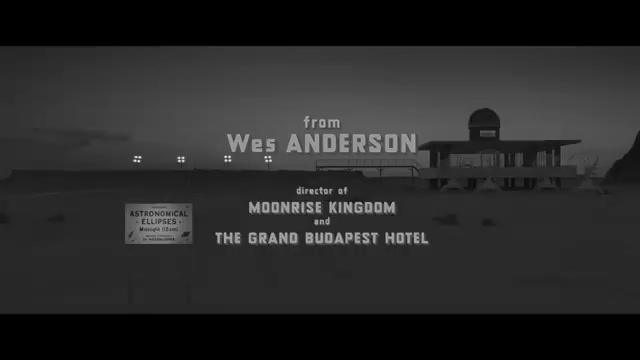 from
Wes ANDERSON
director of
MOONRISE KINGDOM
and
THE GRAND BUDAPEST HOTEL
ASTRONOMICAL
ELLIPSES